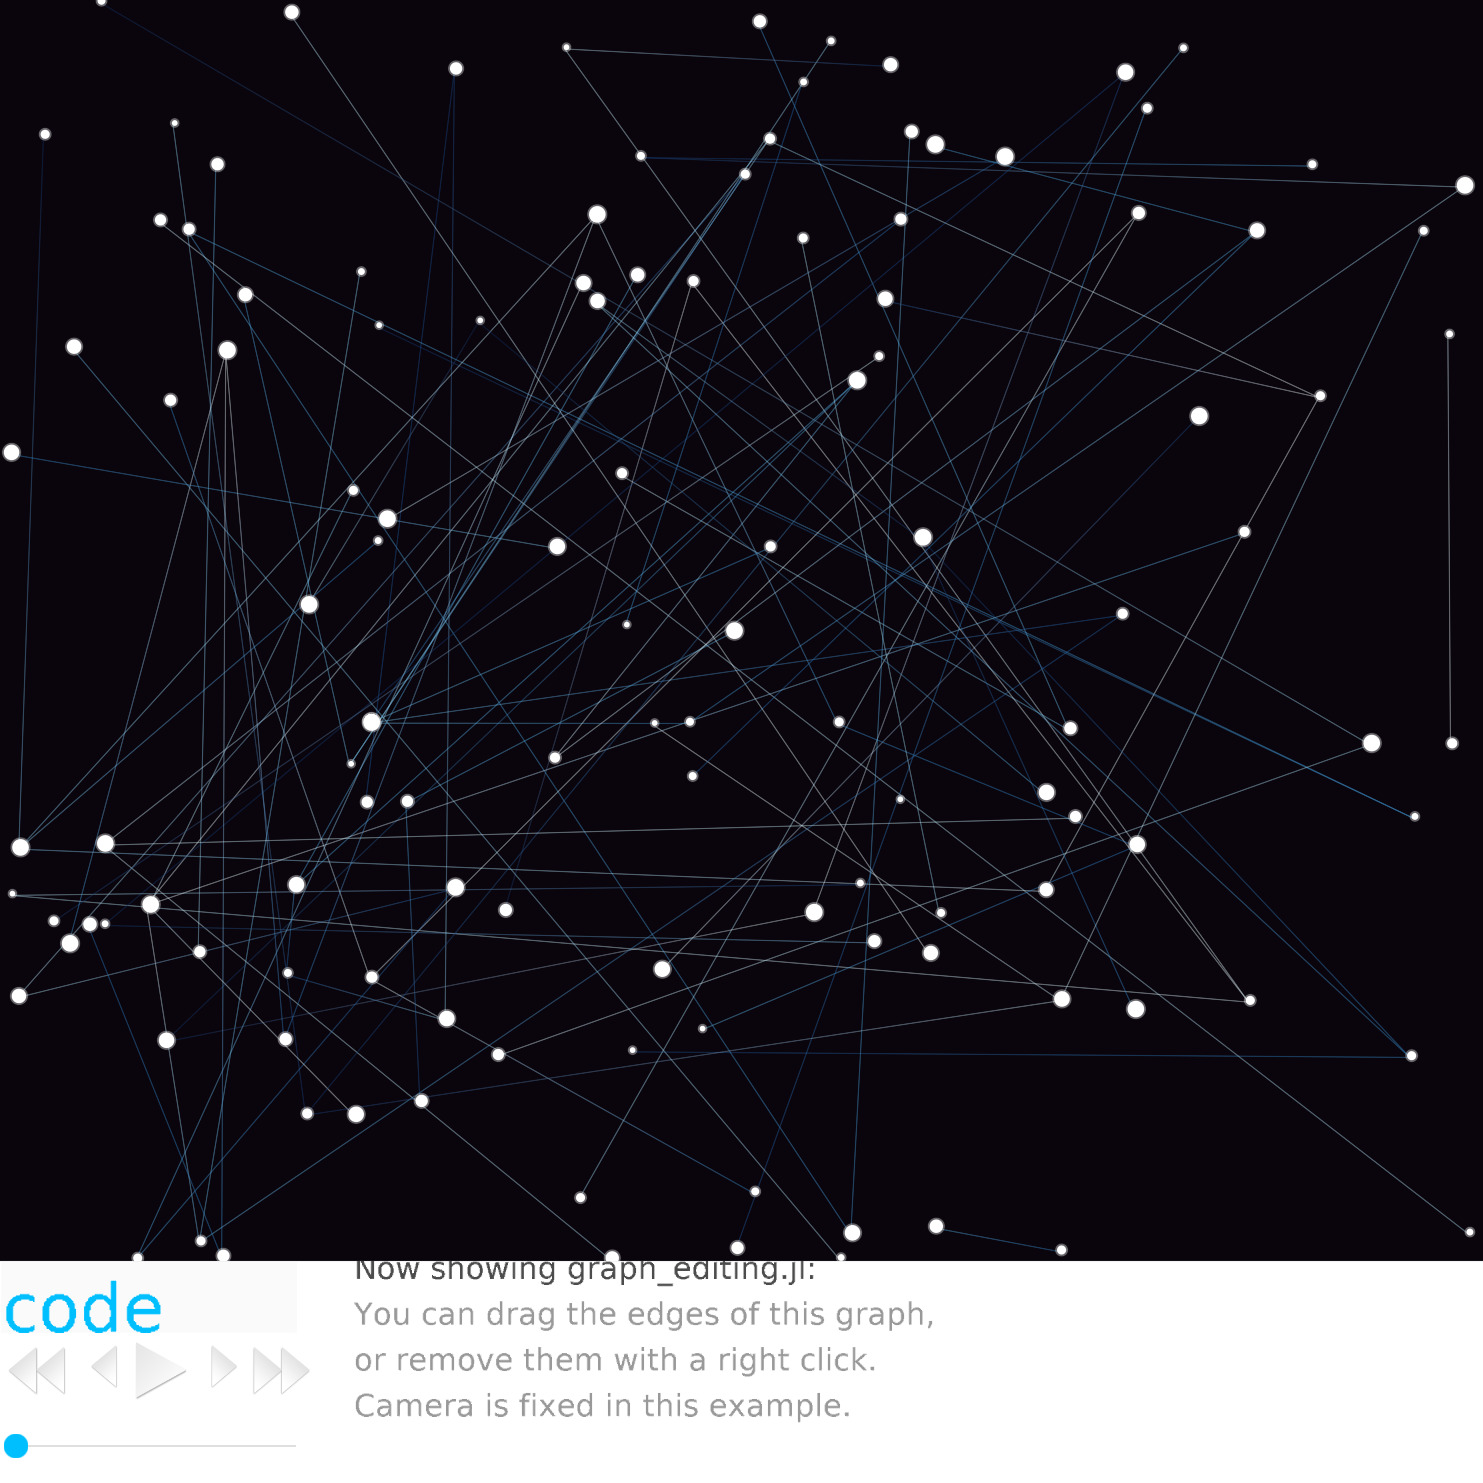 Now showing graph_editing.jl:
code
You can drag the edges of this graph,
or remove them with a right click.
Camera is fixed in this example.